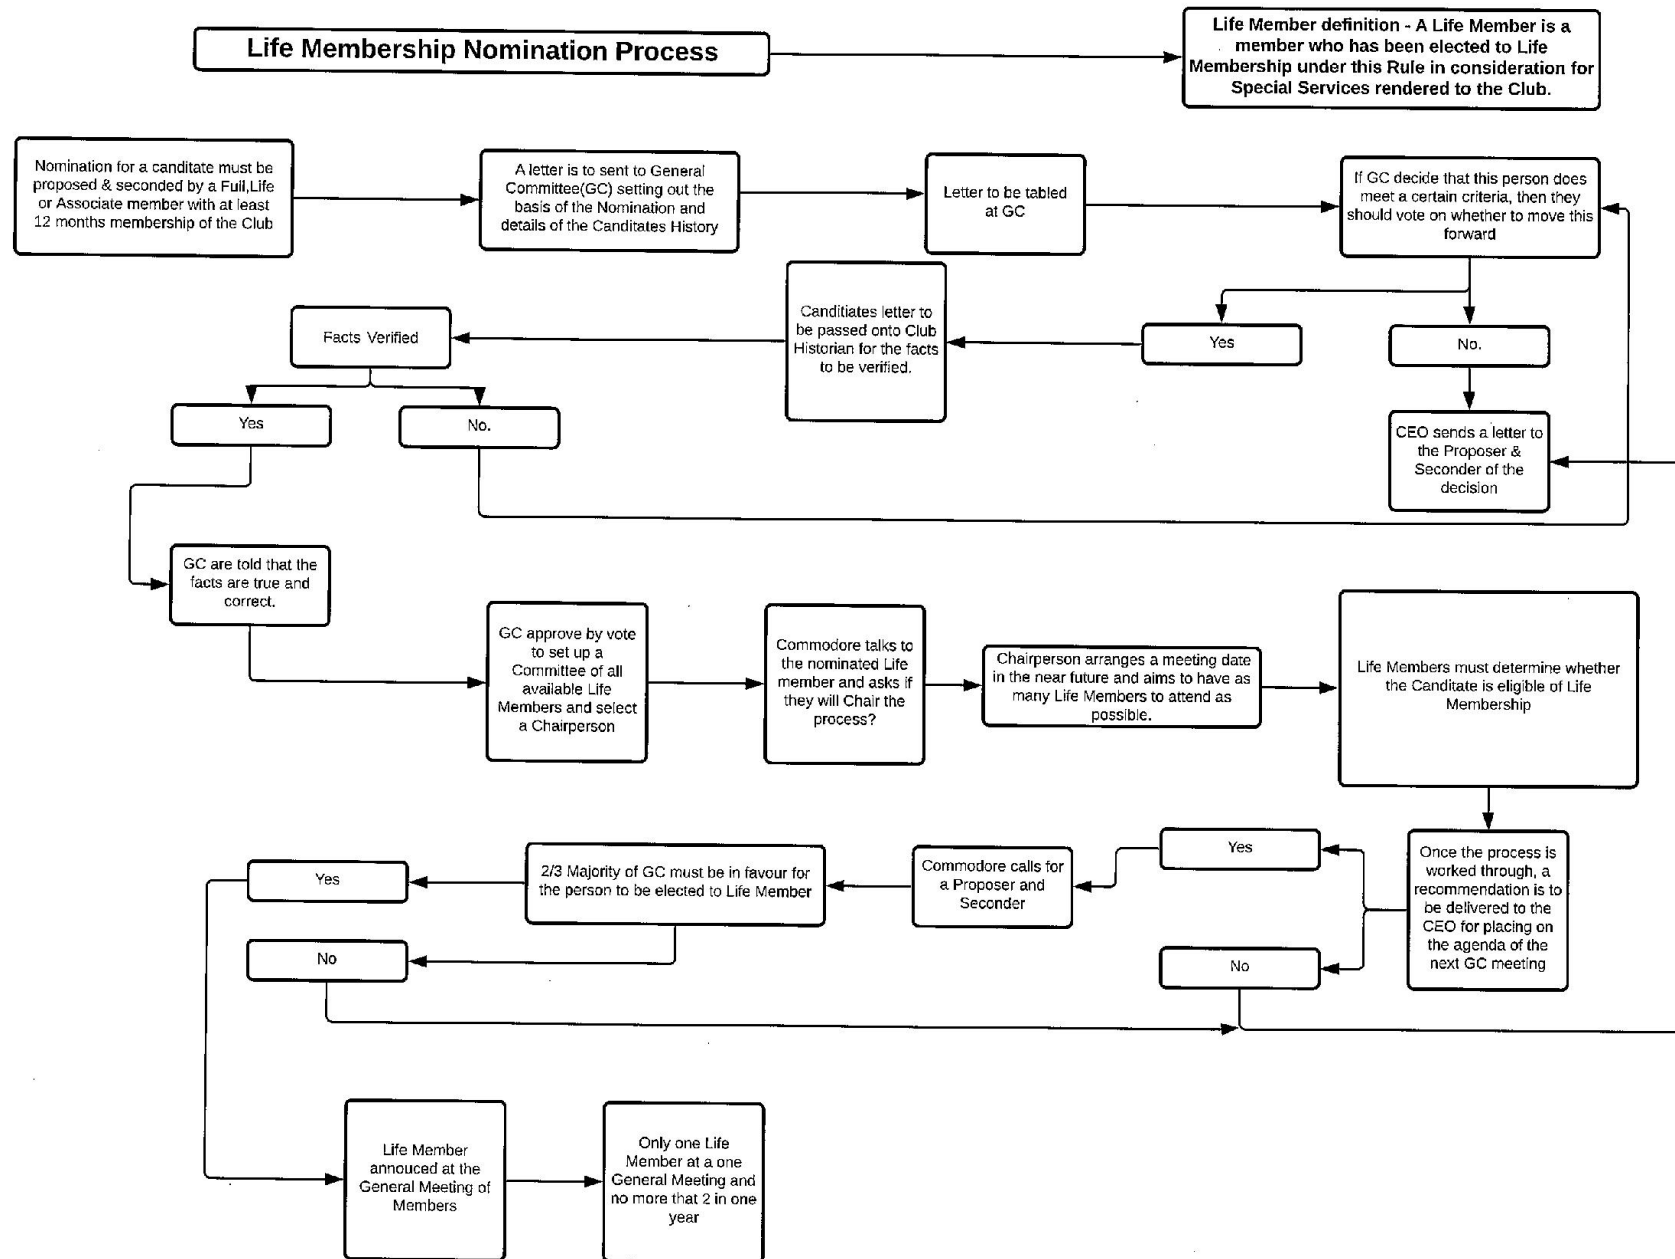 Life Membership Nomination Process
Life Member definition - A Life Member is a
member who has been elected to Life
Membership under this Rule in consideration for
Special Services rendered to the Club.
Nomination for a canditate must be
proposed & seconded by a Full,Life
or Associate member with at least
12 months membership of the Club
A letter is to sent to General
Committee(GC) setting out the
basis of the Nomination and
details of the Canditates History
Letter to be tabled
at GC
If GC decide that this person does
meet a certain criteria, then they
should vote on whether to move this
forward
Facts Verified
Canditiates letter to
be passed onto Club
Historian for the facts
to be verified.
Yes
No.
Yes
No.
CEO sends a letter to
the Proposer &
Seconder of the
decision
GC are told that the
facts are true and
correct.
GC approve by vote
to set up a
Committee of all
available Life
Members and select
a Chairperson
Commodore talks to
the nominated Life
member and asks if
they will Chair the
process?
Chairperson arranges a meeting date
in the near future and aims to have as
many Life Members to attend as
possible.
Life Members must determine whether
the Canditate is eligible of Life
Membership
Yes
2/3 Majority of GC must be in favour for
the person to be elected to Life Member
Commodore calls for
a Proposer and
Seconder
Yes
Once the process is
worked through, a
recommendation is to
be delivered to the
CEO for placing on
the agenda of the
next GC meeting
No
No
Life Member
annouced at the
General Meeting of
Members
Only one Life
Member at a one
General Meeting and
no more that 2 in one
year